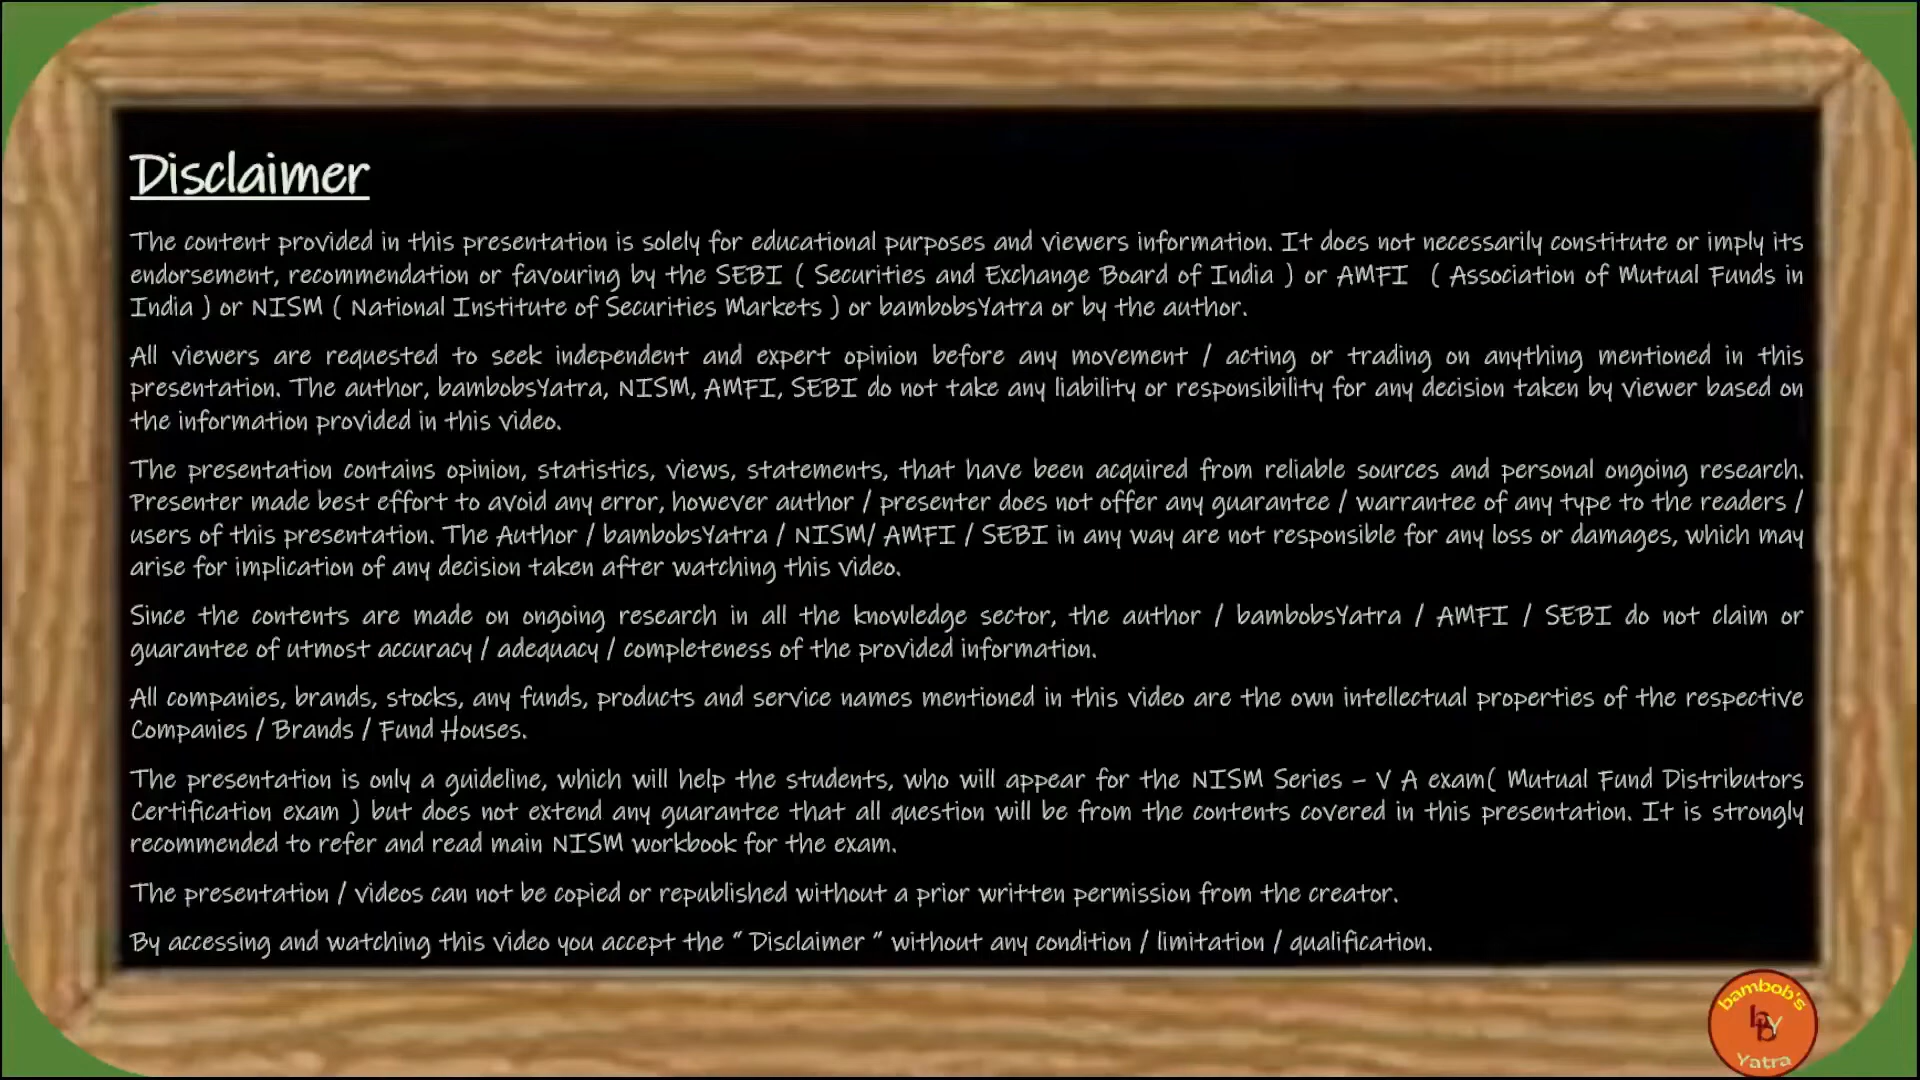 Disclaimer
The content provided in this presentation is solely for educational purposes and viewers information. It does not necessarily constitute or imply its
endorsement, recommendation or favouring by the SEBI ( Securities and Exchange Board of India ) or AMFI ( Association of Mutual Funds in
India ) or NISM ( National Institute of Securities Markets ) or bambobsYatra or by the author.
All viewers are requested to seek independent and expert opinion before any movement / acting or trading on anything mentioned in this
presentation. The author, bambobsYatra, NISM, AMFI, SEBI do not take any liability or responsibility for any decision taken by viewer based on
the information provided in this video.
The presentation contains opinion, statistics, views, statements, that have been acquired from reliable sources and personal ongoing research.
Presenter made best effort to avoid any error, however author / presenter does not offer any guarantee / warrantee of any type to the readers /
users of this presentation. The Author / bambobsYatra / NISM/ AMFI / SEBI in any way are not responsible for any loss or damages, which may
arise for implication of any decision taken after watching this video.
Since the contents are made on ongoing research in all the knowledge sector, the author / bambobsYatra / AMFI / SEBI do not claim or
guarantee of utmost accuracy / adequacy / completeness of the provided information.
All companies, brands, stocks, any funds, products and service names mentioned in this video are the own intellectual properties of the respective
Companies / Brands / Fund Houses.
The presentation is only a guideline, which will help the students, who will appear for the NISM Series – V A exam( Mutual Fund Distributors
Certification exam ) but does not extend any guarantee that all question will be from the contents covered in this presentation. It is strongly
recommended to refer and read main NISM workbook for the exam.
The presentation / videos can not be copied or republished without a prior written permission from the creator.
By accessing and watching this video you accept the “ Disclaimer ” without any condition / limitation / qualification.
bambob's
bby
Yatra